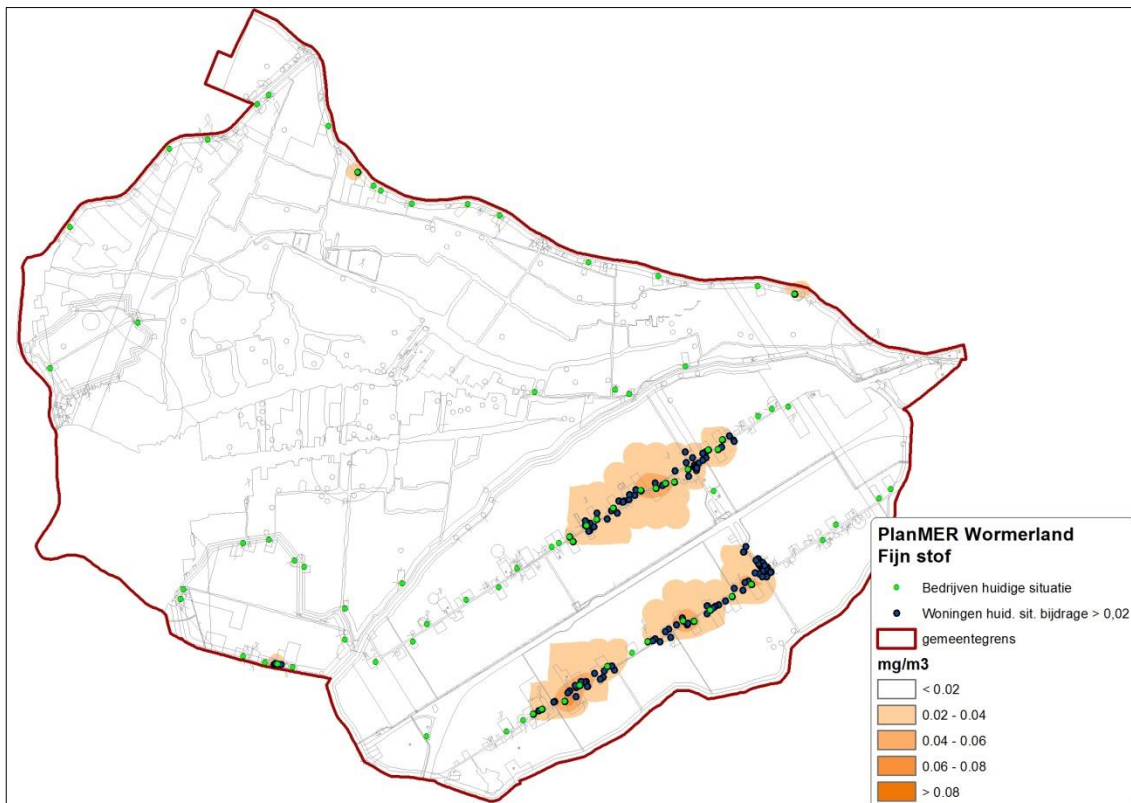 PlanMER Wormerland
Fijn stof
Bedrijven huidige situatie
Woningen huid. sit. bijdrage > 0,02
gemeentegrens
mg/m3
< 0.02
0.02 - 0.04
0.04 - 0.06
0.06 - 0.08
> 0.08